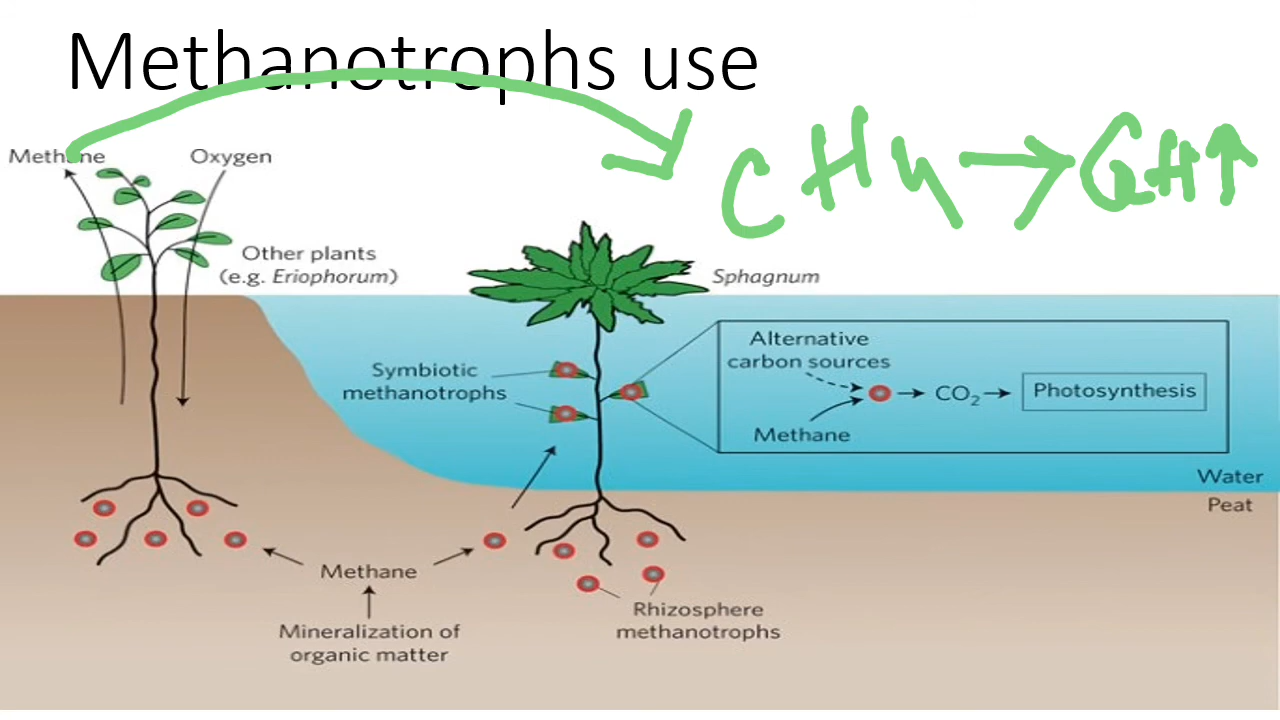 Methanotrophs use
CH4 →
Methane
Oxygen
Other plants
(e.g. Eriophorum)
Sphagnum
Symbiotic
methanotrophs
Alternative
carbon sources
CO₂
Photosynthesis
Methane
Water
Peat
Methane
Mineralization of
organic matter
Rhizosphere
methanotrophs